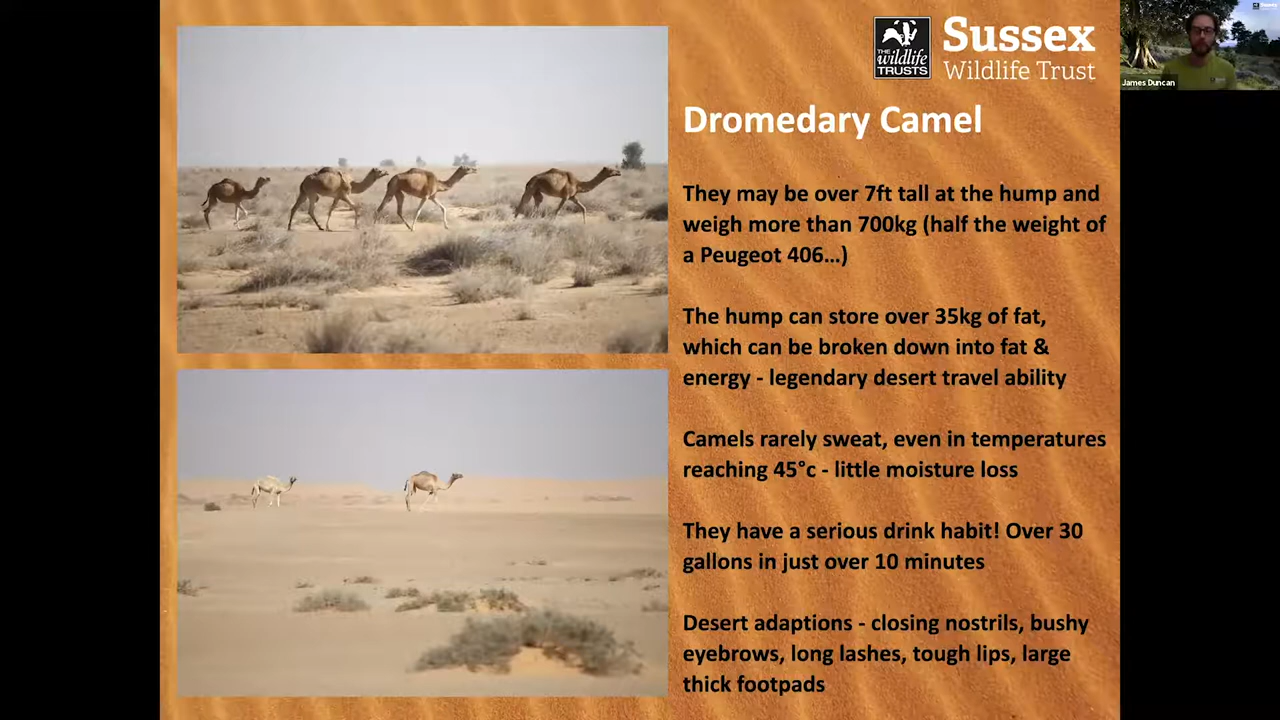 THE
wildlife
TRUSTS
Sussex
Wildlife Trust
James Duncan
Dromedary Camel
They may be over 7ft tall at the hump and
weigh more than 700kg (half the weight of
a Peugeot 406...)
The hump can store over 35kg of fat,
which can be broken down into fat &
energy - legendary desert travel ability
Camels rarely sweat, even in temperatures
reaching 45°c - little moisture loss
They have a serious drink habit! Over 30
gallons in just over 10 minutes
Desert adaptions - closing nostrils, bushy
eyebrows, long lashes, tough lips, large
thick footpads